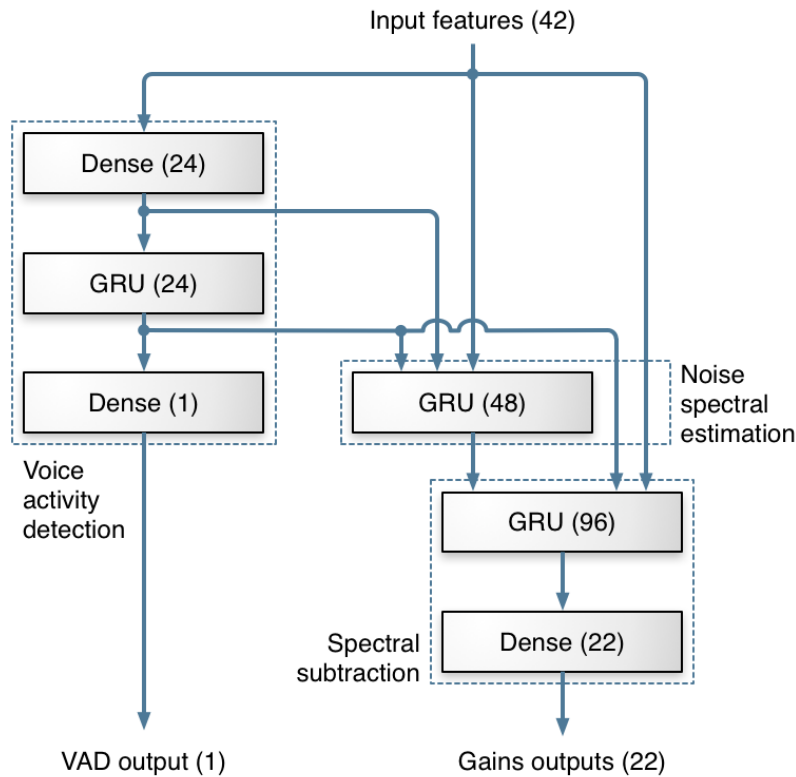 Input features (42)
Dense (24)
GRU (24)
Dense (1)
Voice
activity
detection
GRU (48)
Noise
spectral
estimation
GRU (96)
Dense (22)
Spectral
subtraction
VAD output (1)
Gains outputs (22)